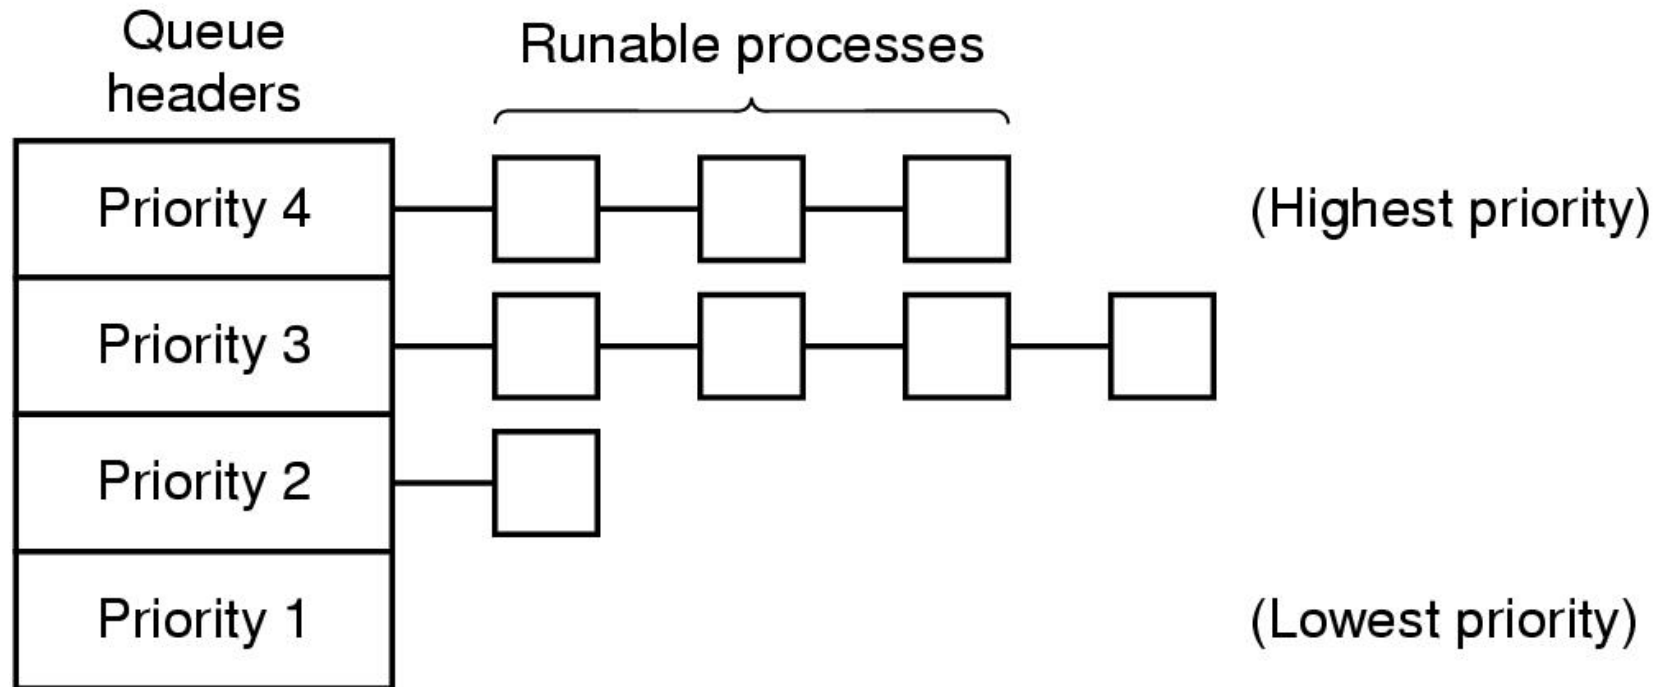 Queue
headers
Runable processes
Priority 4
(Highest priority)
Priority 3
Priority 2
Priority 1
(Lowest priority)